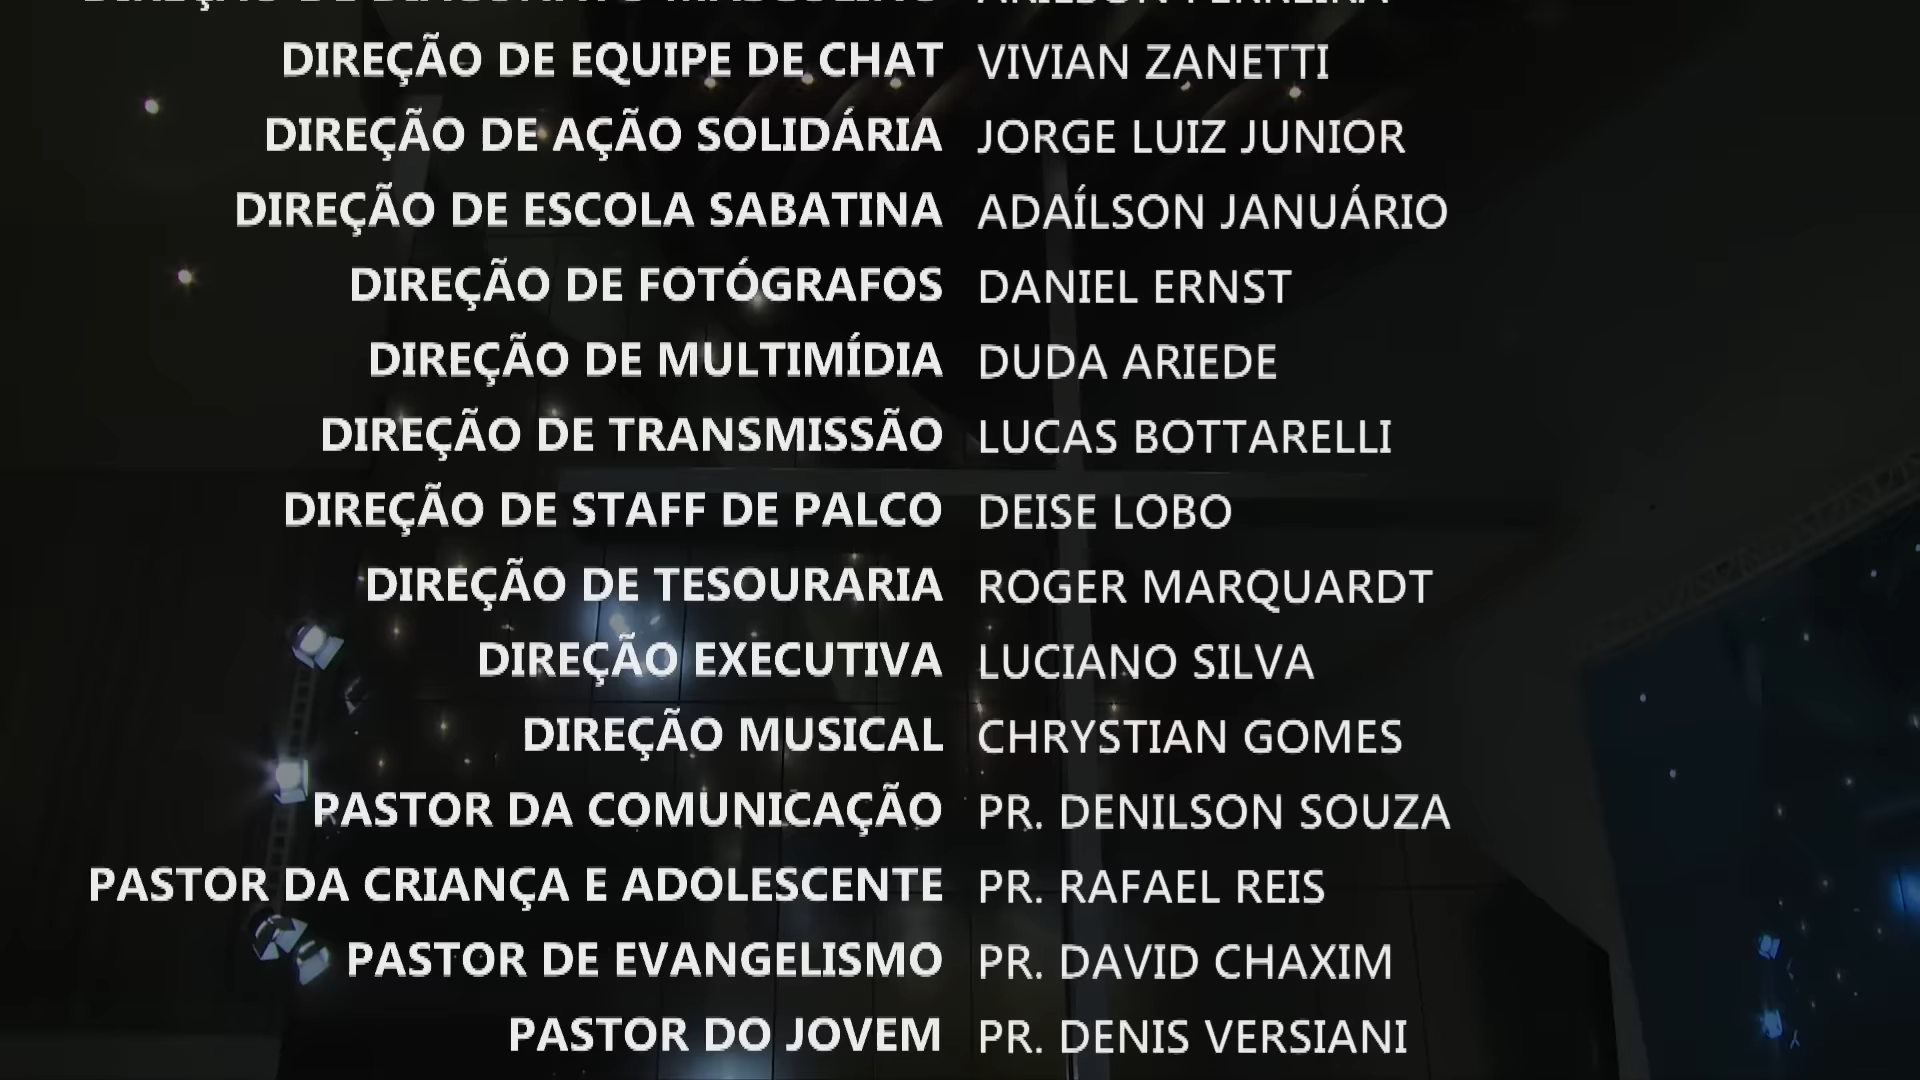 DIREÇÃO DE EQUIPE DE CHAT VIVIAN ZANETTI
DIREÇÃO DE AÇÃO SOLIDÁRIA JORGE LUIZ JUNIOR
DIREÇÃO DE ESCOLA SABATINA ADAÍLSON JANUÁRIO
DIREÇÃO DE FOTÓGRAFOS DANIEL ERNST
DIREÇÃO DE MULTIMÍDIA DUDA ARIEDE
DIREÇÃO DE TRANSMISSÃO LUCAS BOTTARELLI
DIREÇÃO DE STAFF DE PALCO DEISE LOBO
DIREÇÃO DE TESOURARIA ROGER MARQUARDT
DIREÇÃO EXECUTIVA LUCIANO SILVA
DIREÇÃO MUSICAL CHRYSTIAN GOMES
PASTOR DA COMUNICAÇÃO PR. DENILSON SOUZA
PASTOR DA CRIANÇA E ADOLESCENTE PR. RAFAEL REIS
PASTOR DE EVANGELISMO PR. DAVID CHAXIM
PASTOR DO JOVEM PR. DENIS VERSIANI